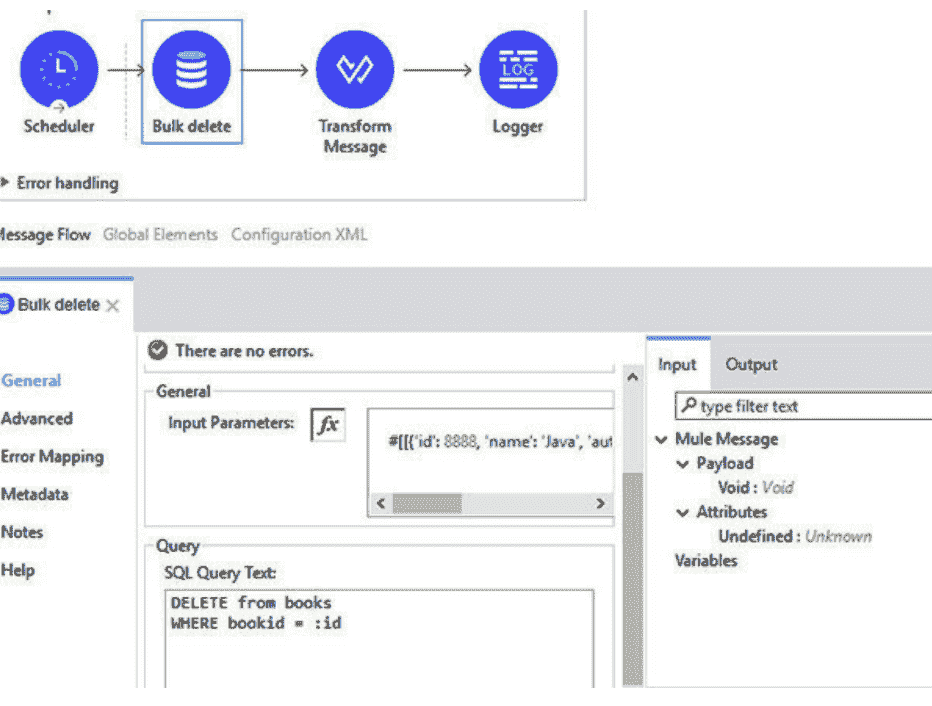 LOG
Scheduler
Bulk delete
Transform
Message
Logger
Error handling
Message Flow Global Elements Configuration XML
Bulk delete
There are no errors.
Input Output
General
Advanced
Error Mapping
Metadata
Notes
Help
General
Input Parameters: fx
#[[{'id': 8888, 'name': 'Java', 'aut
Query
SQL Query Text:
DELETE from books
WHERE bookid = :id
type filter text
Mule Message
Payload
Void : Void
Attributes
Undefined : Unknown
Variables